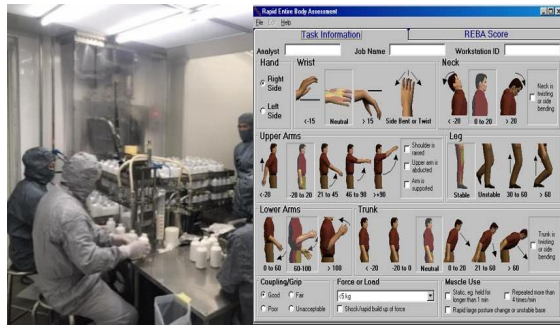 Rapid Entire Body Assessment
File Help
Task Information
REBA Score
Analyst Job Name Workstation ID
Hand
Right Side
Left Side
Wrist
<-15 Neutral > 15 Side Bent or Twist
Neck
< -20 0 to 20 > 20
Neck is twisting or side bending
Upper Arms
<-20 -20 to 20 21 to 45 46 to 90 >+90
Shoulder is raised
Upper arm is abducted
Arm is supported
Leg
Stable Unstable 30 to 60 > 60
Lower Arms
0 to 60 60-100 > 100
Trunk
< -20 -20 to 0 Neutral 0 to 20 21 to 60 > 60
Trunk is twisting or side bending
Coupling/Grip
Good Fair
Poor Unacceptable
Force or Load
<5 kg
Shock/rapid build up of force
Muscle Use
Static, eg. held for longer than 1 min
Repeated more than 4 times/min
Rapid large posture change or unstable base